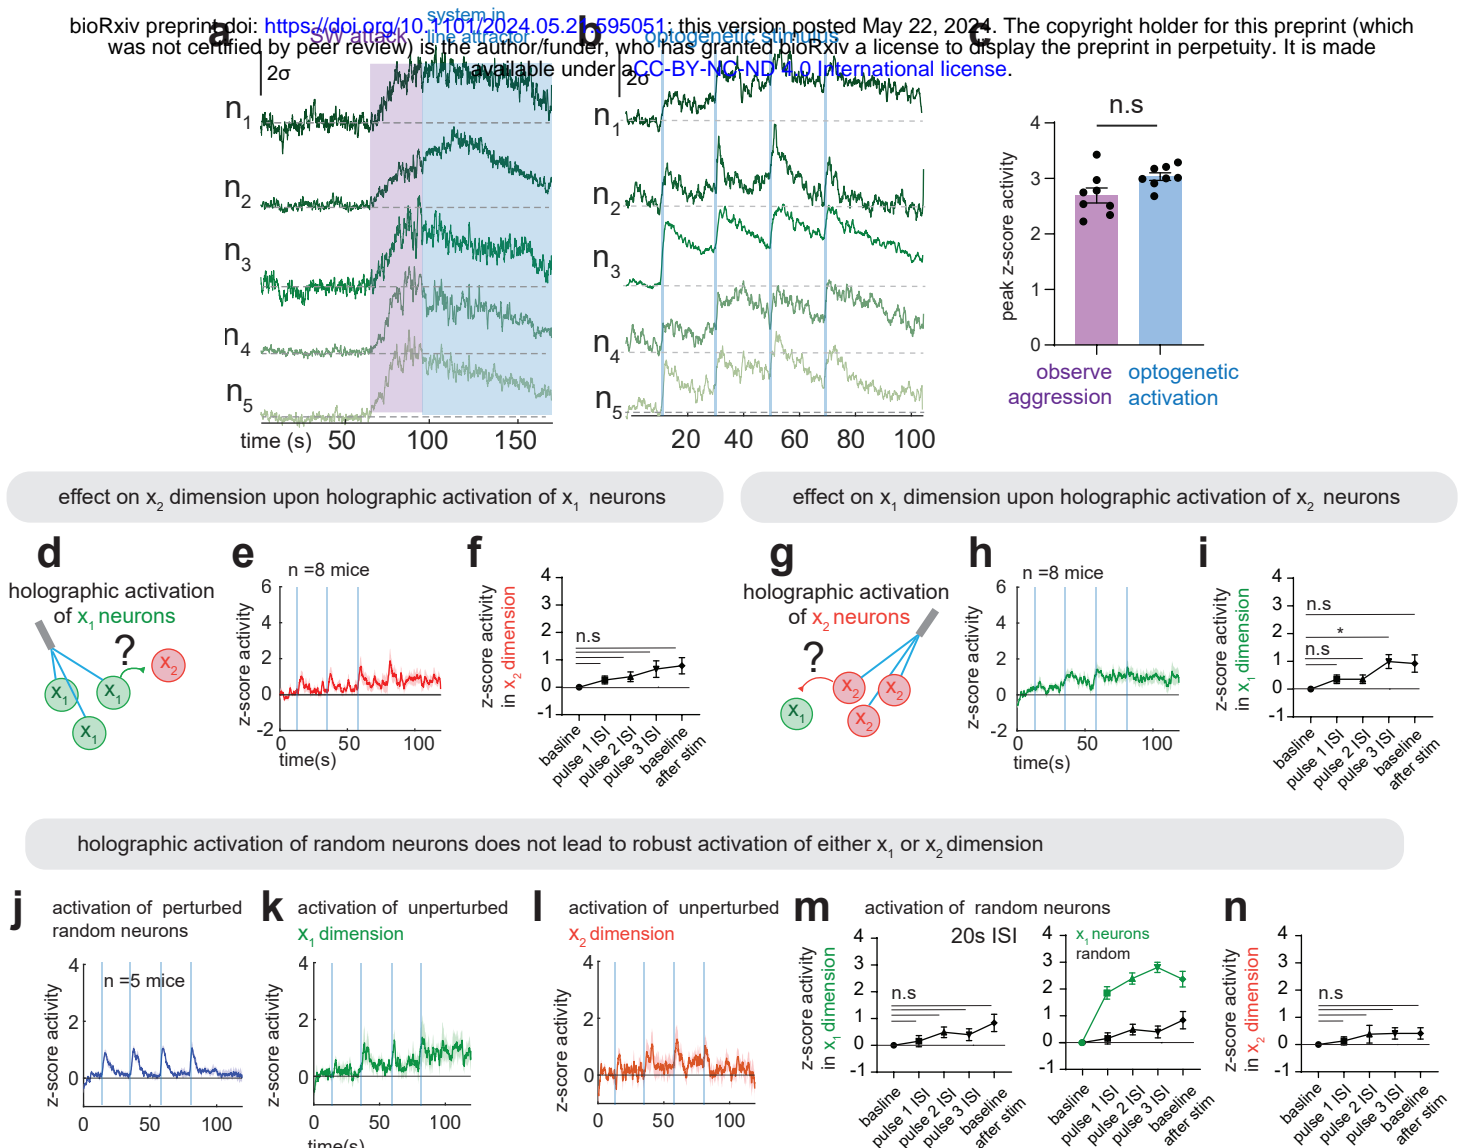 bioRxiv preprint doi: https://doi.org/10.1101/2024.05.21.595051; this version posted May 22, 2024. The copyright holder for this preprint (which
was not certified by peer review) is the author/funder, who has granted bioRxiv a license to display the preprint in perpetuity. It is made
available under aCC-BY-NC-ND 4.0 International license.
a
SW attack
system in
line attractor
2σ
n1
n2
n3
n4
n5
time (s) 50 100 150
b
optogenetic stimulus
2σ
n1
n2
n3
n4
n5
20 40 60 80 100
c
n.s
peak z-score activity
4
3
2
1
0
observe
aggression
optogenetic
activation
effect on x2 dimension upon holographic activation of x1 neurons
effect on x1 dimension upon holographic activation of x2 neurons
d
holographic activation
of x1 neurons
?
x2
x1
x1
x1
e
n =8 mice
z-score activity
6
4
2
0
-2
0 50 100
time(s)
f
z-score activity
in x2 dimension
4
3
2
1
0
-1
n.s
basline
pulse 1 ISI
pulse 2 ISI
pulse 3 ISI
baseline
after stim
g
holographic activation
of x2 neurons
?
x2
x2
x1
x2
h
n =8 mice
z-score activity
6
4
2
0
-2
0 50 100
time(s)
i
z-score activity
in x1 dimension
4
3
2
1
0
-1
n.s
*
n.s
basline
pulse 1 ISI
pulse 2 ISI
pulse 3 ISI
baseline
after stim
holographic activation of random neurons does not lead to robust activation of either x1 or x2 dimension
j
activation of perturbed
random neurons
n =5 mice
z-score activity
4
2
0
0 50 100
k
activation of unperturbed
x1 dimension
z-score activity
4
2
0
0 50 100
time(s)
l
activation of unperturbed
x2 dimension
z-score activity
4
2
0
0 50 100
m
activation of random neurons
20s ISI
z-score activity
in x1 dimension
4
3
2
1
0
-1
n.s
basline
pulse 1 ISI
pulse 2 ISI
pulse 3 ISI
baseline
after stim
x1 neurons
random
4
3
2
1
0
-1
basline
pulse 1 ISI
pulse 2 ISI
pulse 3 ISI
baseline
after stim
n
z-score activity
in x2 dimension
4
3
2
1
0
-1
n.s
basline
pulse 1 ISI
pulse 2 ISI
pulse 3 ISI
baseline
after stim